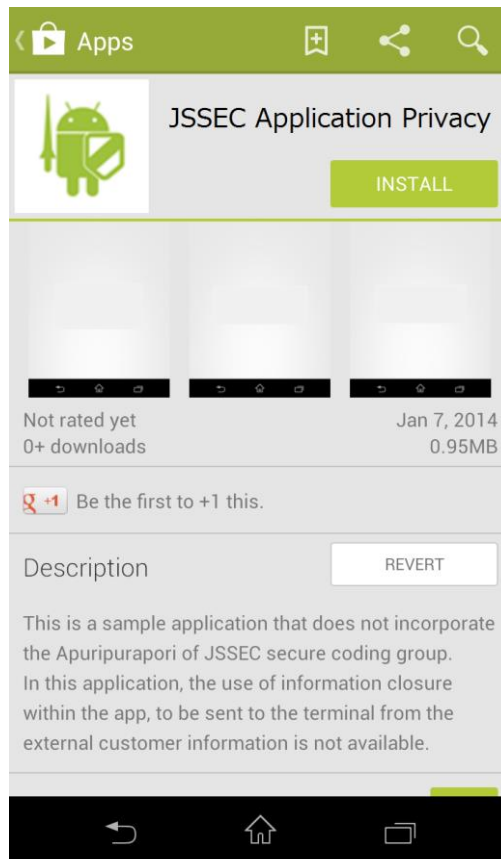 Apps
JSSEC Application Privacy
INSTALL
Not rated yet
Jan 7, 2014
0+ downloads
0.95MB
g +1 Be the first to +1 this.
Description
REVERT
This is a sample application that does not incorporate
the Apuripurapori of JSSEC secure coding group.
In this application, the use of information closure
within the app, to be sent to the terminal from the
external customer information is not available.